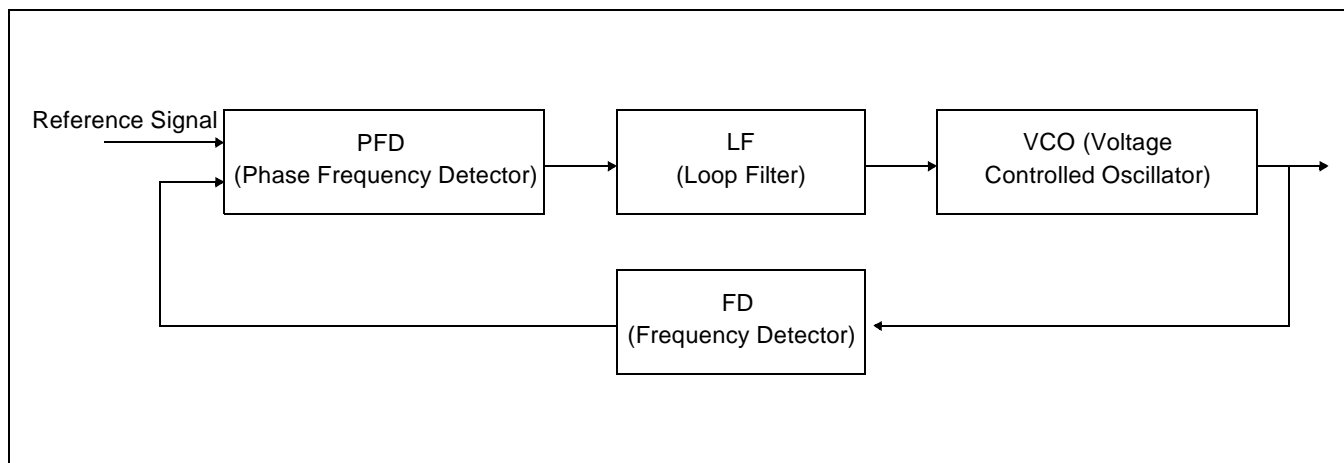 Reference Signal
PFD
(Phase Frequency Detector)
LF
(Loop Filter)
VCO (Voltage
Controlled Oscillator)
FD
(Frequency Detector)